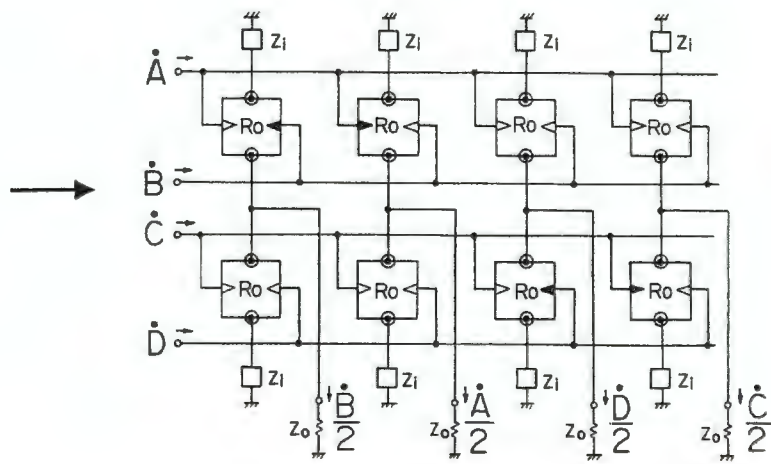 Zi Zi Zi Zi
Ȧ
Ro Ro Ro Ro
Ḃ
Ċ
Ro Ro Ro Ro
Ḋ
Zi Zi Zi Zi
Ḃ/2 Ȧ/2 Ḋ/2 Ċ/2
Zo Zo Zo Zo